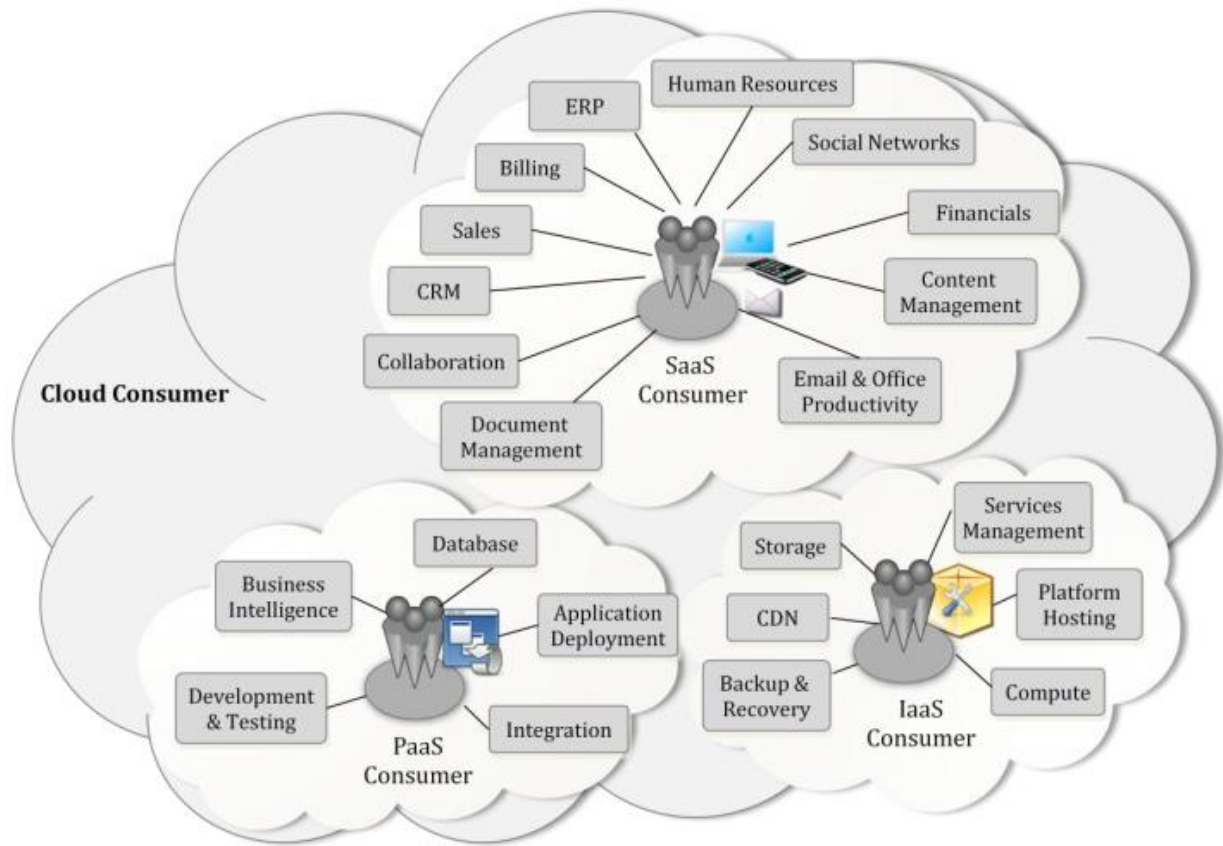 Human Resources
ERP
Social Networks
Billing
Financials
Sales
Content
Management
CRM
Collaboration
SaaS
Consumer
Email & Office
Productivity
Cloud Consumer
Document
Management
Database
Business
Intelligence
Application
Deployment
Development
& Testing
Integration
PaaS
Consumer
Services
Management
Storage
Platform
Hosting
CDN
Backup &
Recovery
Compute
IaaS
Consumer